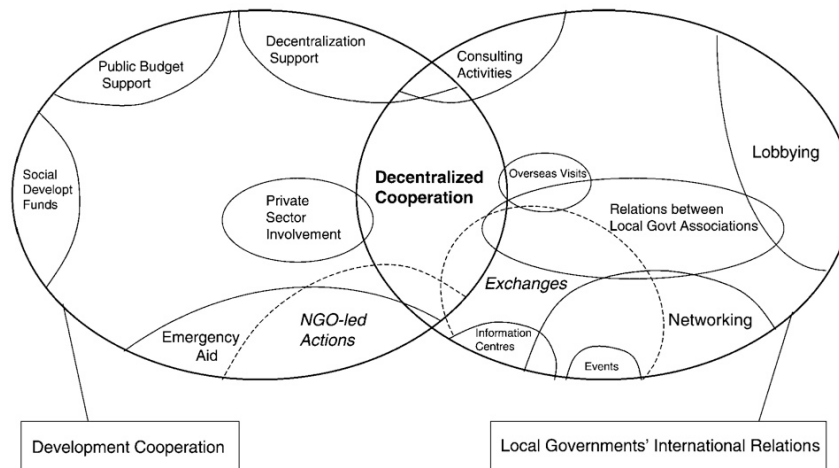 Public Budget
Support
Decentralization
Support
Consulting
Activities
Lobbying
Social
Developt
Funds
Private
Sector
Involvement
Decentralized
Cooperation
Overseas Visits
Relations between
Local Govt Associations
Exchanges
Emergency
Aid
NGO-led
Actions
Information
Centres
Events
Networking
Development Cooperation
Local Governments' International Relations